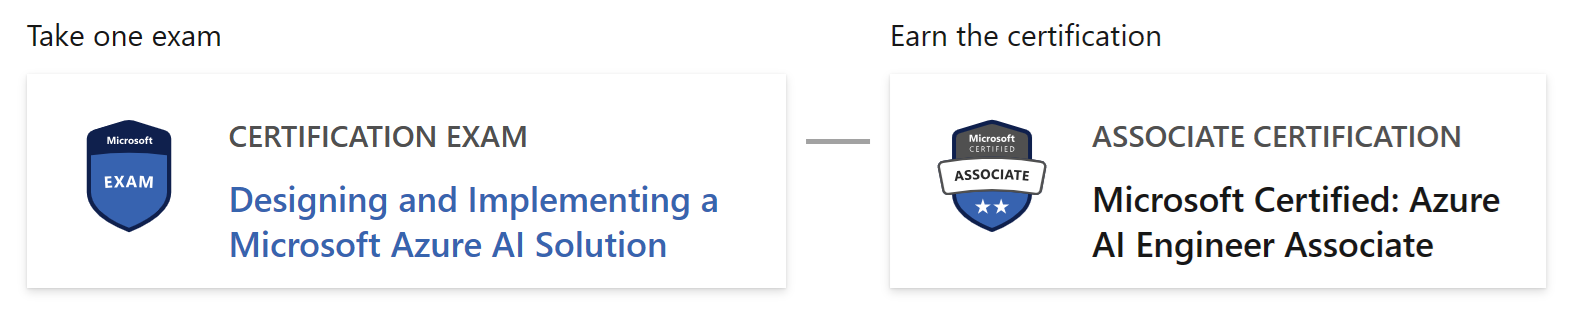 Take one exam
Earn the certification
Microsoft
EXAM
CERTIFICATION EXAM
Designing and Implementing a
Microsoft Azure AI Solution
Microsoft
CERTIFIED
ASSOCIATE
ASSOCIATE CERTIFICATION
Microsoft Certified: Azure
AI Engineer Associate